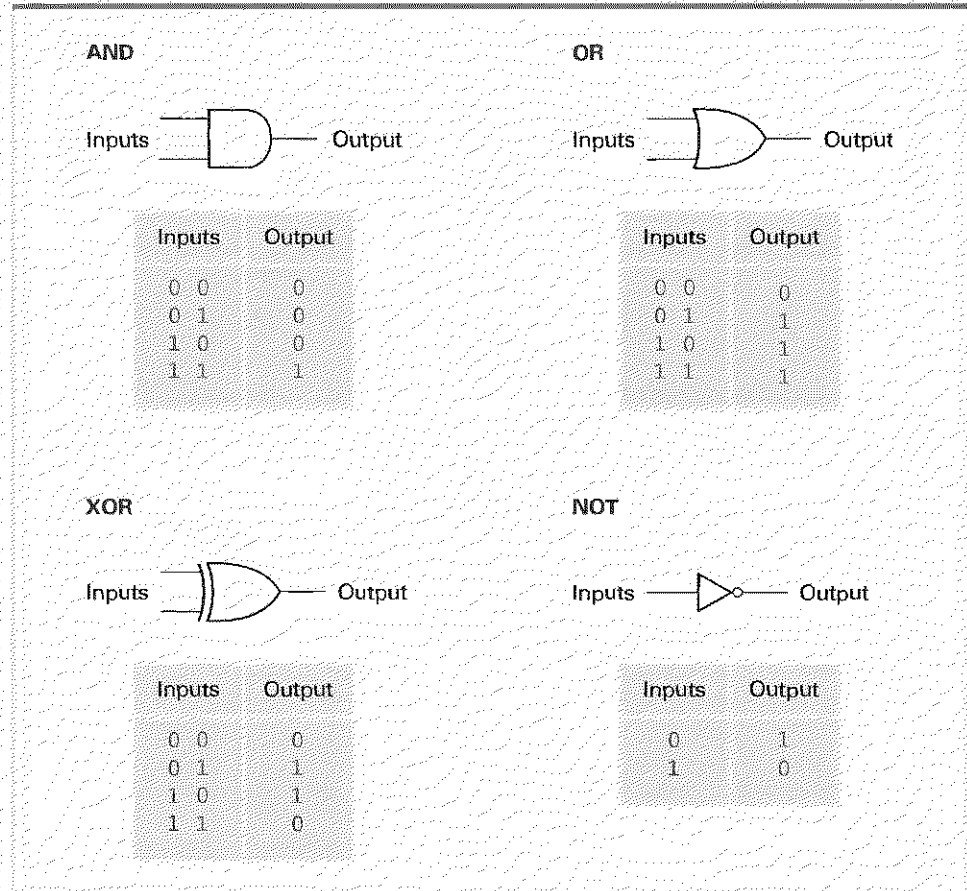 AND
Inputs Output
Inputs Output
0 0 0
0 1 0
1 0 0
1 1 1
OR
Inputs Output
Inputs Output
0 0 0
0 1 1
1 0 1
1 1 1
XOR
Inputs Output
Inputs Output
0 0 0
0 1 1
1 0 1
1 1 0
NOT
Inputs Output
Inputs Output
0 1
1 0